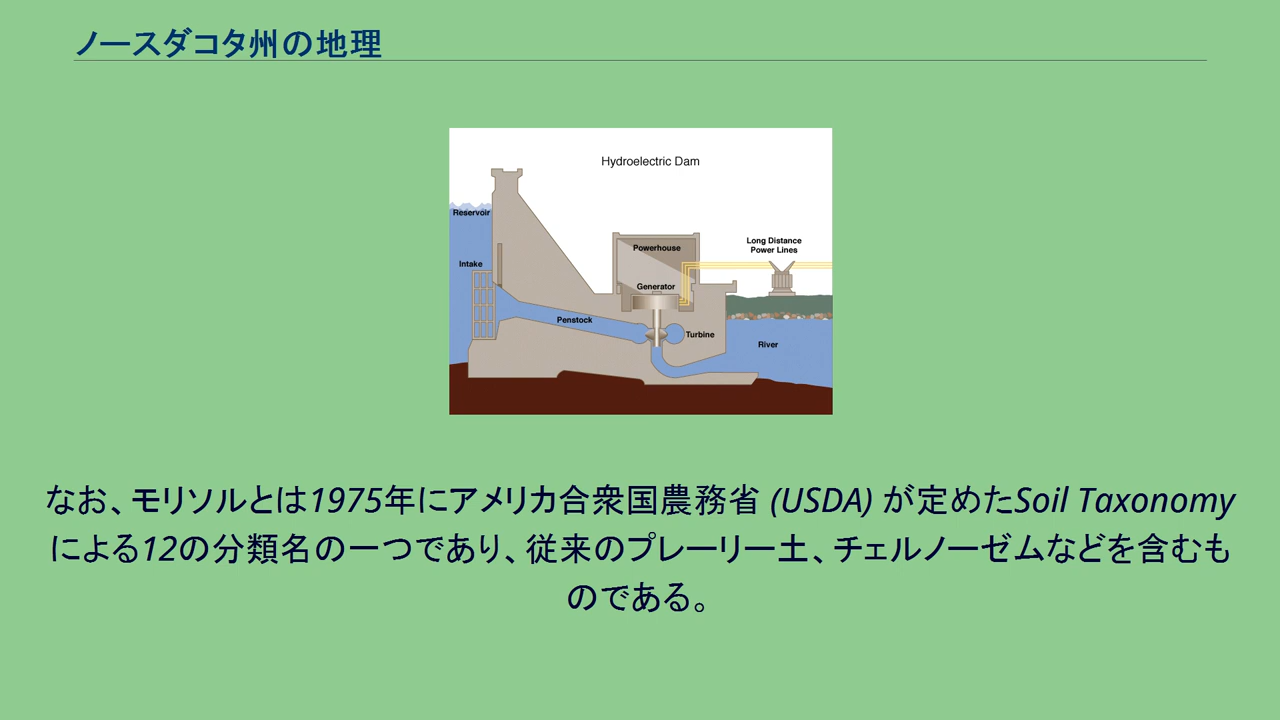 ノースダコタ州の地理
Hydroelectric Dam
Reservoir
Intake
Penstock
Powerhouse
Generator
Turbine
Long Distance
Power Lines
River
なお、モリソルとは1975年にアメリカ合衆国農務省 (USDA) が定めたSoil Taxonomy
による12の分類名の一つであり、従来のプレーリー土、チェルノーゼムなどを含むも
のである。